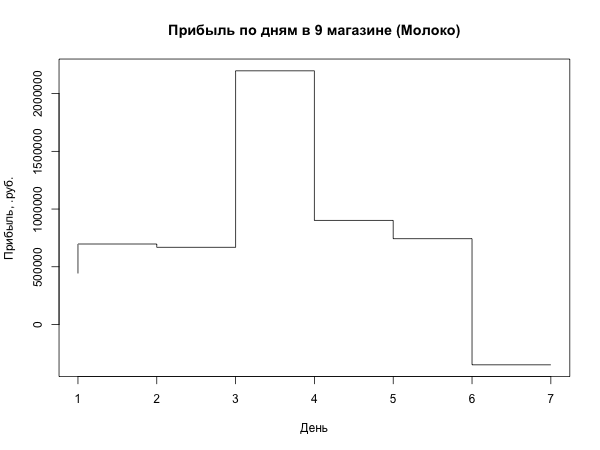 Прибыль по дням в 9 магазине (Молоко)
Прибыль, .руб.
2000000
1500000
1000000
500000
0
1 2 3 4 5 6 7
День